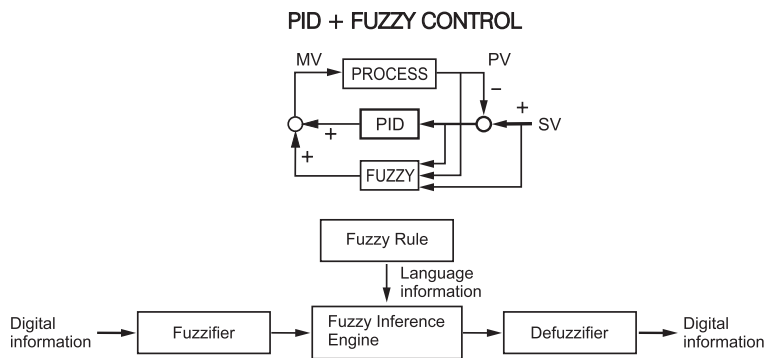 PID + FUZZY CONTROL
MV
PROCESS
PV
−
+
PID
+
SV
+
FUZZY
Fuzzy Rule
Language
information
Digital
information
Fuzzifier
Fuzzy Inference
Engine
Defuzzifier
Digital
information